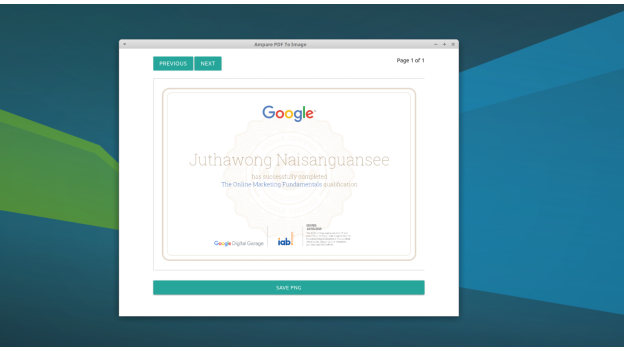 Ampare PDF To Image
PREVIOUS NEXT Page 1 of 1
Google
Juthawong Naisanguansee
has successfully completed
The Online Marketing Fundamentals qualification
Google Digital Garage iab.
SAVE PNG